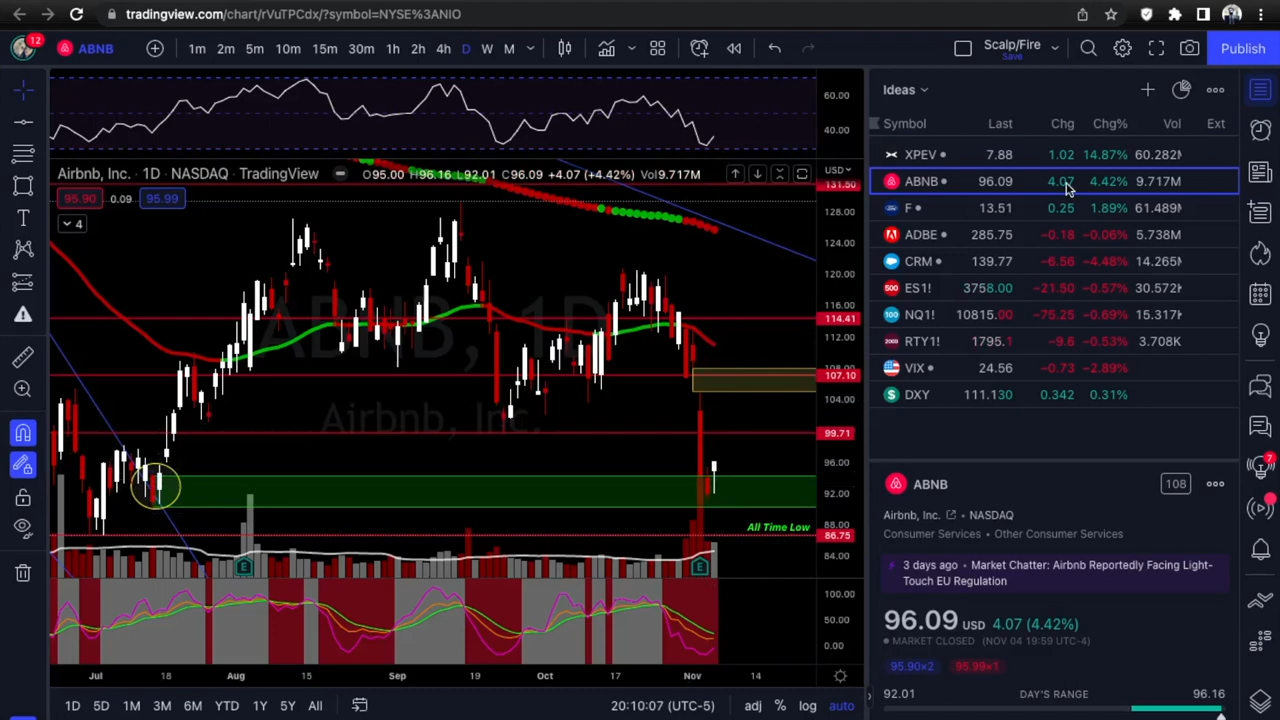 tradingview.com/chart/rVuTPCdx/?symbol=NYSE%3ANIO
12
ABNB
1m 2m 5m 10m 15m 30m 1h 2h 4h D W M
Scalp/Fire
Save
Publish
60.00
40.00
Airbnb, Inc. · 1D · NASDAQ · TradingView
O95.00 H96.16 L92.01 C96.09 +4.07 (+4.42%) Vol9.717M
USD
95.90 0.09 95.99
4
131.50
128.00
124.00
120.00
116.00
114.41
112.00
108.00
107.10
104.00
99.71
96.00
92.00
88.00
86.75
84.00
ABNB, 1D
Airbnb, Inc.
All Time Low
E
E
100.00
50.00
0.00
Jul 18 Aug 15 Sep 19 Oct 17 Nov 14
1D 5D 1M 3M 6M YTD 1Y 5Y All
20:10:07 (UTC-5)
adj % log auto
Ideas
Symbol Last Chg Chg% Vol Ext
XPEV 7.88 1.02 14.87% 60.282M
ABNB 96.09 4.07 4.42% 9.717M
F 13.51 0.25 1.89% 61.489M
ADBE 285.75 −0.18 −0.06% 5.738M
CRM 139.77 −6.56 −4.48% 14.265M
500 ES1! 3758.00 −21.50 −0.57% 30.572K
100 NQ1! 10815.00 −75.25 −0.69% 15.317K
2000 RTY1! 1795.1 −9.6 −0.53% 3.708K
VIX 24.56 −0.73 −2.89%
$ DXY 111.130 0.342 0.31%
ABNB
108
Airbnb, Inc. • NASDAQ
Consumer Services • Other Consumer Services
3 days ago • Market Chatter: Airbnb Reportedly Facing Light-
Touch EU Regulation
96.09 USD 4.07 (4.42%)
MARKET CLOSED (NOV 04 19:59 UTC-4)
95.90×2 95.99×1
92.01 DAY'S RANGE 96.16
7